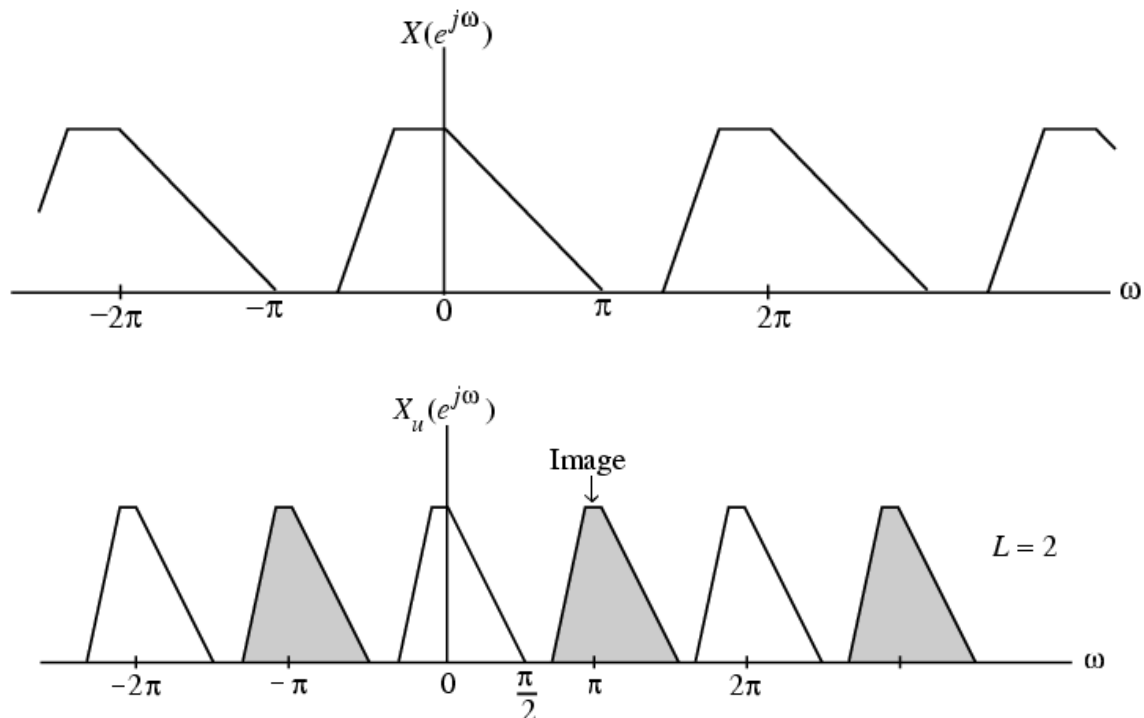 X(e^{jω})
−2π −π 0 π 2π ω
X_u(e^{jω})
Image
L = 2
−2π −π 0 π/2 π 2π ω